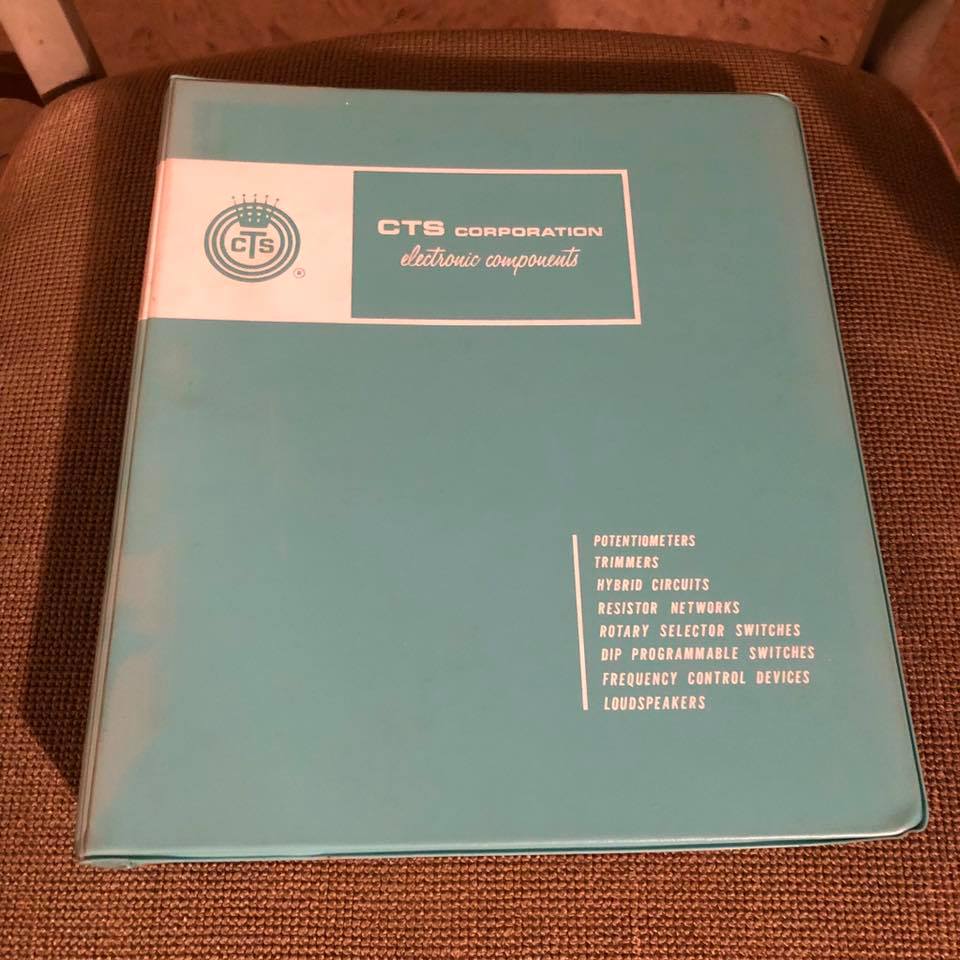 CTS
®
CTS CORPORATION
electronic components
POTENTIOMETERS
TRIMMERS
HYBRID CIRCUITS
RESISTOR NETWORKS
ROTARY SELECTOR SWITCHES
DIP PROGRAMMABLE SWITCHES
FREQUENCY CONTROL DEVICES
LOUDSPEAKERS